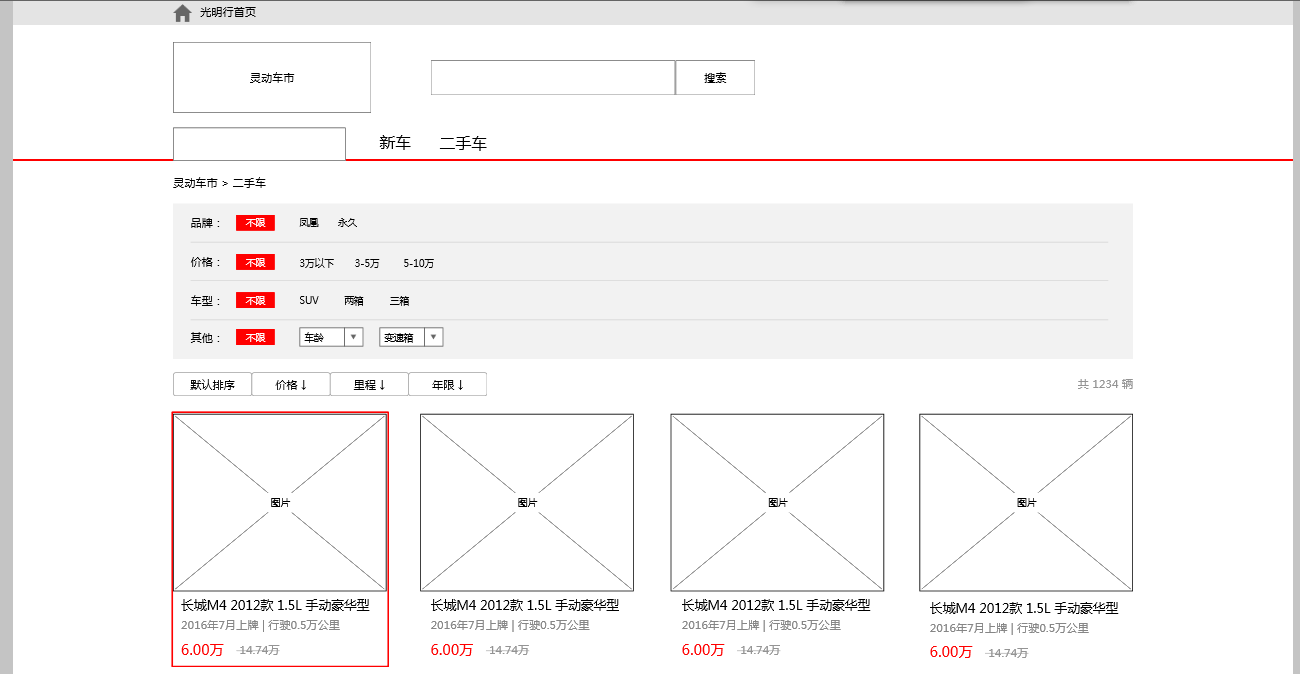 光明行首页
灵动车市
搜索
新车 二手车
灵动车市 > 二手车
品牌： 不限 凤凰 永久
价格： 不限 3万以下 3-5万 5-10万
车型： 不限 SUV 两箱 三箱
其他： 不限 车龄 ▼ 变速箱 ▼
默认排序 价格↓ 里程↓ 年限↓ 共 1234 辆
图片 图片 图片 图片
长城M4 2012款 1.5L 手动豪华型 长城M4 2012款 1.5L 手动豪华型 长城M4 2012款 1.5L 手动豪华型 长城M4 2012款 1.5L 手动豪华型
2016年7月上牌 | 行驶0.5万公里 2016年7月上牌 | 行驶0.5万公里 2016年7月上牌 | 行驶0.5万公里 2016年7月上牌 | 行驶0.5万公里
6.00万 14.74万 6.00万 14.74万 6.00万 14.74万 6.00万 14.74万